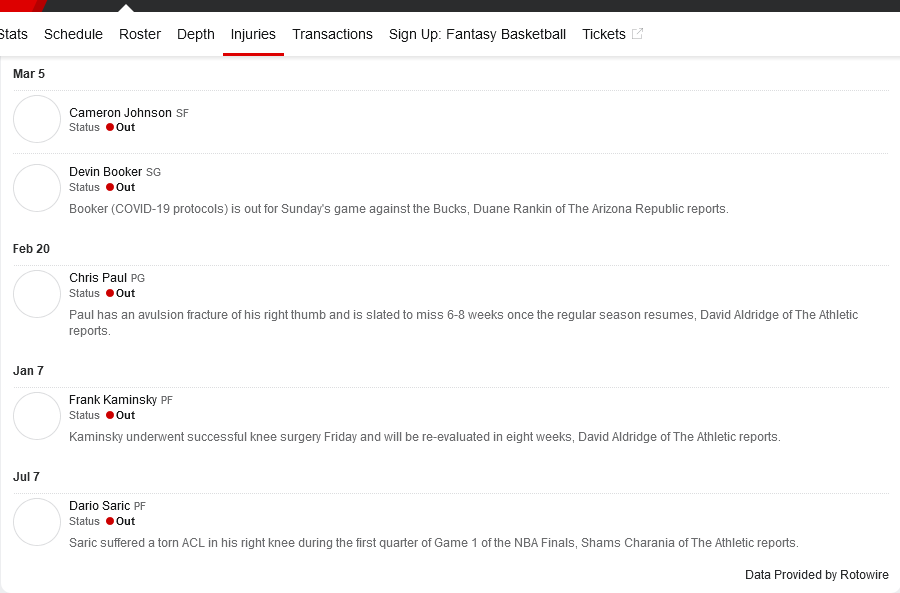 Stats Schedule Roster Depth Injuries Transactions Sign Up: Fantasy Basketball Tickets
Mar 5
Cameron Johnson SF
Status Out
Devin Booker SG
Status Out
Booker (COVID-19 protocols) is out for Sunday's game against the Bucks, Duane Rankin of The Arizona Republic reports.
Feb 20
Chris Paul PG
Status Out
Paul has an avulsion fracture of his right thumb and is slated to miss 6-8 weeks once the regular season resumes, David Aldridge of The Athletic
reports.
Jan 7
Frank Kaminsky PF
Status Out
Kaminsky underwent successful knee surgery Friday and will be re-evaluated in eight weeks, David Aldridge of The Athletic reports.
Jul 7
Dario Saric PF
Status Out
Saric suffered a torn ACL in his right knee during the first quarter of Game 1 of the NBA Finals, Shams Charania of The Athletic reports.
Data Provided by Rotowire